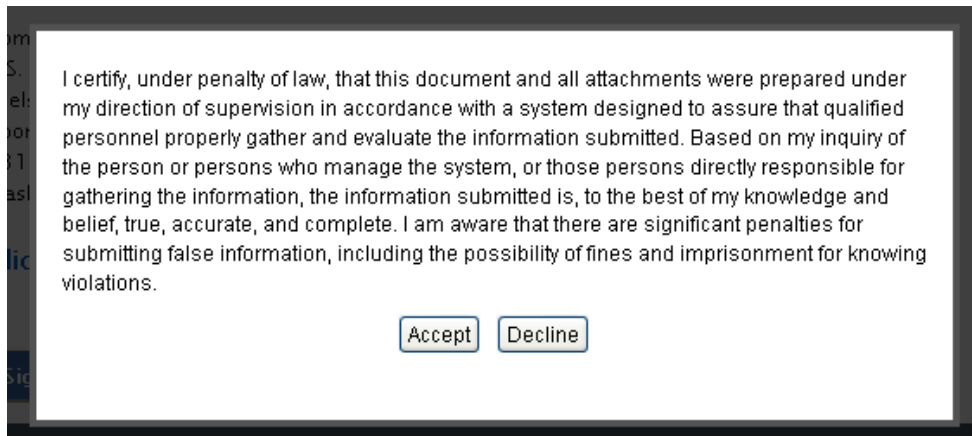 I certify, under penalty of law, that this document and all attachments were prepared under
my direction of supervision in accordance with a system designed to assure that qualified
personnel properly gather and evaluate the information submitted. Based on my inquiry of
the person or persons who manage the system, or those persons directly responsible for
gathering the information, the information submitted is, to the best of my knowledge and
belief, true, accurate, and complete. I am aware that there are significant penalties for
submitting false information, including the possibility of fines and imprisonment for knowing
violations.
Accept Decline